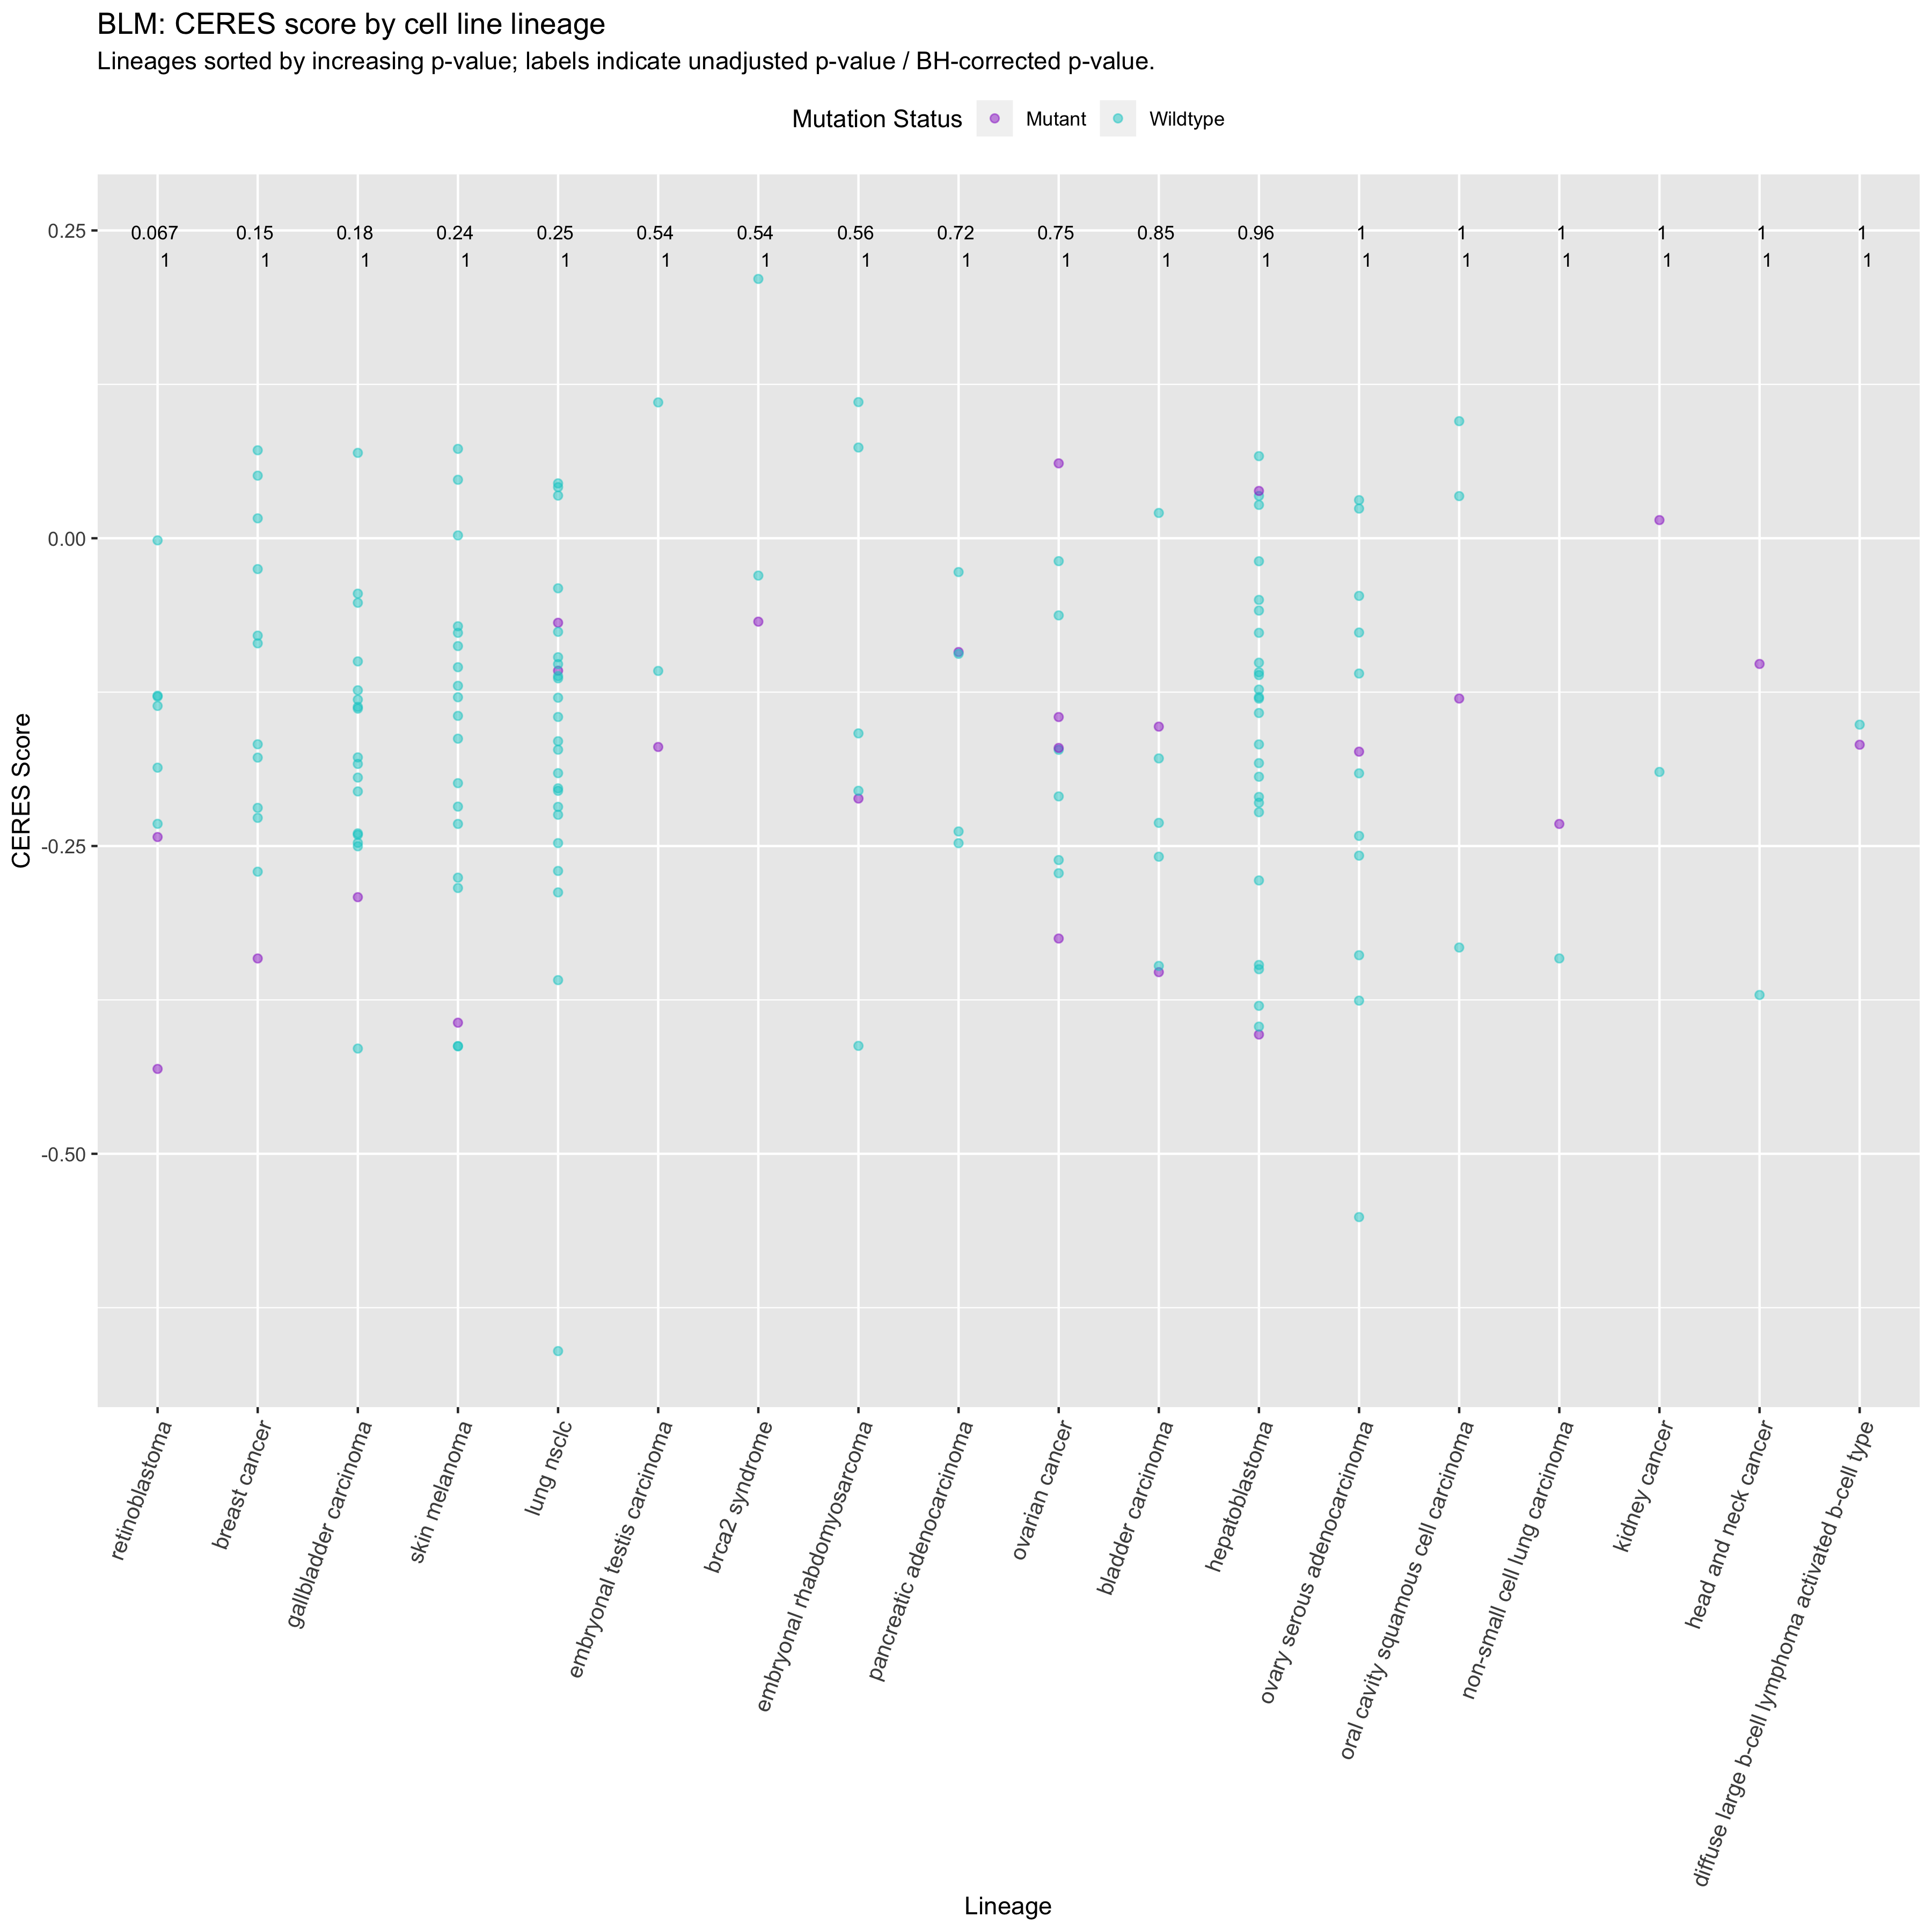 BLM: CERES score by cell line lineage
Lineages sorted by increasing p-value; labels indicate unadjusted p-value / BH-corrected p-value.
Mutation Status Mutant Wildtype
0.25
0.067 0.15 0.18 0.24 0.25 0.54 0.54 0.56 0.72 0.75 0.85 0.96 1 1 1 1 1 1
1 1 1 1 1 1 1 1 1 1 1 1 1 1 1 1 1 1
0.00
-0.25
-0.50
CERES Score
retinoblastoma
breast cancer
gallbladder carcinoma
skin melanoma
lung nsclc
embryonal testis carcinoma
brca2 syndrome
embryonal rhabdomyosarcoma
pancreatic adenocarcinoma
ovarian cancer
bladder carcinoma
hepatoblastoma
ovary serous adenocarcinoma
oral cavity squamous cell carcinoma
non-small cell lung carcinoma
kidney cancer
head and neck cancer
diffuse large b-cell lymphoma activated b-cell type
Lineage